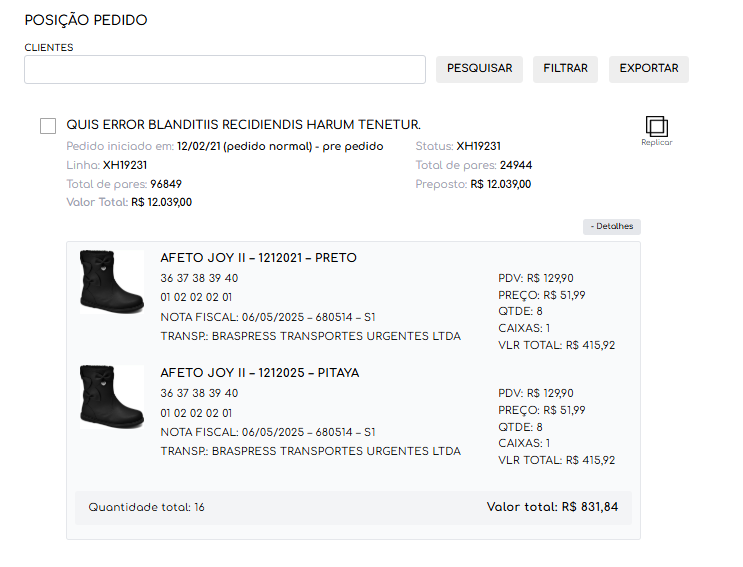 POSIÇÃO PEDIDO
CLIENTES
PESQUISAR
FILTRAR
EXPORTAR
QUIS ERROR BLANDITIIS RECIDIENDIS HARUM TENETUR.
Replicar
Pedido iniciado em: 12/02/21 (pedido normal) - pre pedido
Status: XH19231
Linha: XH19231
Total de pares: 24944
Total de pares: 96849
Preposto: R$ 12.039,00
Valor Total: R$ 12.039,00
- Detalhes
AFETO JOY II – 1212021 – PRETO
36 37 38 39 40
01 02 02 02 01
NOTA FISCAL: 06/05/2025 – 680514 – S1
TRANSP.: BRASPRESS TRANSPORTES URGENTES LTDA
PDV: R$ 129,90
PREÇO: R$ 51,99
QTDE: 8
CAIXAS: 1
VLR TOTAL: R$ 415,92
AFETO JOY II – 1212025 – PITAYA
36 37 38 39 40
01 02 02 02 01
NOTA FISCAL: 06/05/2025 – 680514 – S1
TRANSP.: BRASPRESS TRANSPORTES URGENTES LTDA
PDV: R$ 129,90
PREÇO: R$ 51,99
QTDE: 8
CAIXAS: 1
VLR TOTAL: R$ 415,92
Quantidade total: 16
Valor total: R$ 831,84